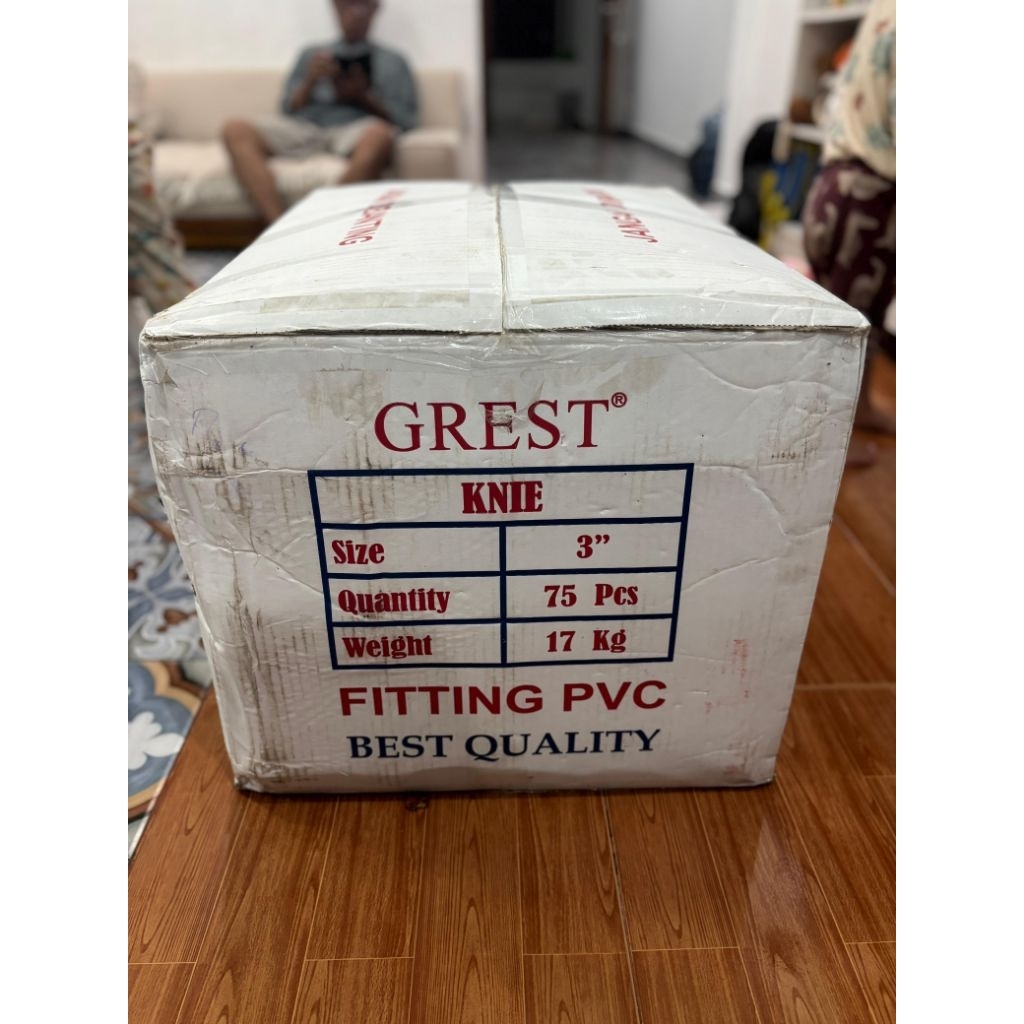 GREST®
KNIE
Size 3”
Quantity 75 Pcs
Weight 17 Kg
FITTING PVC
BEST QUALITY